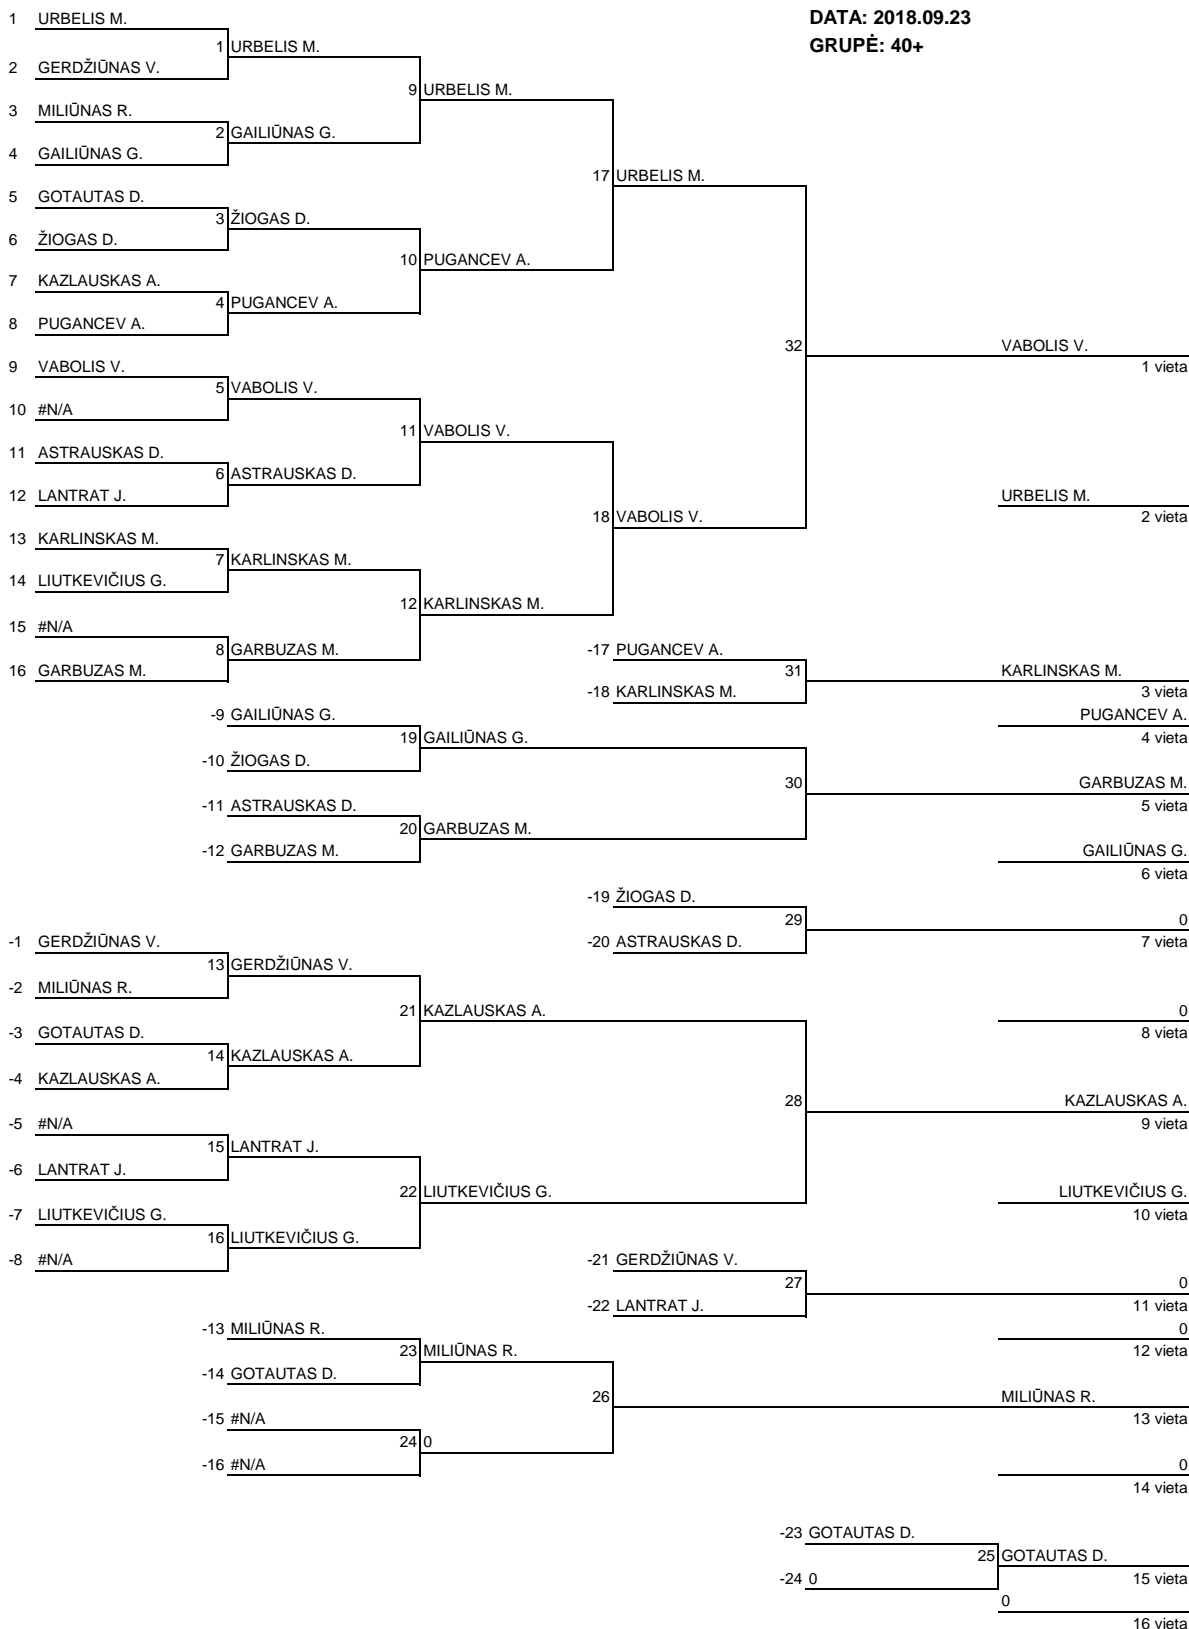 DATA: 2018.09.23
GRUPĖ: 40+
1 URBELIS M.
1 URBELIS M.
2 GERDŽIŪNAS V.
9 URBELIS M.
3 MILIŪNAS R.
2 GAILIŪNAS G.
4 GAILIŪNAS G.
17 URBELIS M.
5 GOTAUTAS D.
3 ŽIOGAS D.
6 ŽIOGAS D.
10 PUGANCEV A.
7 KAZLAUSKAS A.
4 PUGANCEV A.
8 PUGANCEV A.
32 VABOLIS V.
1 vieta
9 VABOLIS V.
5 VABOLIS V.
10 #N/A
11 VABOLIS V.
11 ASTRAUSKAS D.
6 ASTRAUSKAS D.
12 LANTRAT J.
URBELIS M.
2 vieta
18 VABOLIS V.
13 KARLINSKAS M.
7 KARLINSKAS M.
14 LIUTKEVIČIUS G.
12 KARLINSKAS M.
15 #N/A
8 GARBUZAS M.
16 GARBUZAS M.
-17 PUGANCEV A.
31 KARLINSKAS M.
-18 KARLINSKAS M.
3 vieta
PUGANCEV A.
4 vieta
-9 GAILIŪNAS G.
19 GAILIŪNAS G.
-10 ŽIOGAS D.
30 GARBUZAS M.
5 vieta
-11 ASTRAUSKAS D.
20 GARBUZAS M.
-12 GARBUZAS M.
GAILIŪNAS G.
6 vieta
-19 ŽIOGAS D.
29 0
-20 ASTRAUSKAS D.
7 vieta
-1 GERDŽIŪNAS V.
13 GERDŽIŪNAS V.
-2 MILIŪNAS R.
21 KAZLAUSKAS A.
0
8 vieta
-3 GOTAUTAS D.
14 KAZLAUSKAS A.
-4 KAZLAUSKAS A.
28 KAZLAUSKAS A.
9 vieta
-5 #N/A
15 LANTRAT J.
-6 LANTRAT J.
22 LIUTKEVIČIUS G.
LIUTKEVIČIUS G.
10 vieta
-7 LIUTKEVIČIUS G.
16 LIUTKEVIČIUS G.
-8 #N/A
-21 GERDŽIŪNAS V.
27 0
-22 LANTRAT J.
11 vieta
0
12 vieta
-13 MILIŪNAS R.
23 MILIŪNAS R.
-14 GOTAUTAS D.
26 MILIŪNAS R.
13 vieta
-15 #N/A
24 0
-16 #N/A
0
14 vieta
-23 GOTAUTAS D.
25 GOTAUTAS D.
-24 0
15 vieta
0
16 vieta